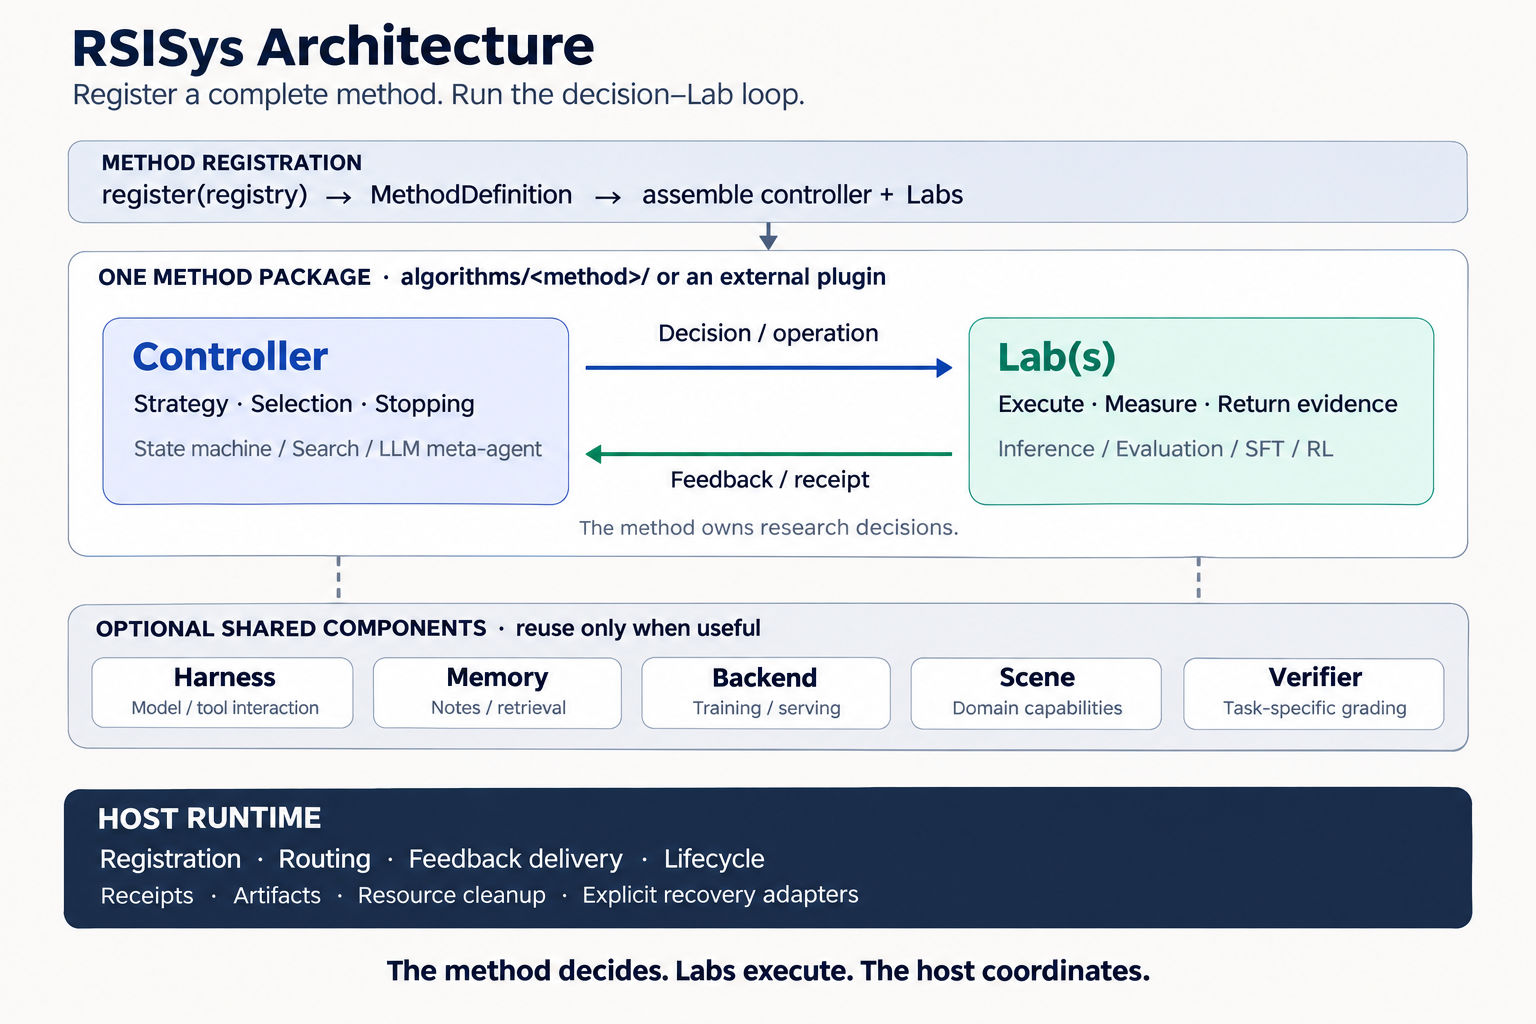 RSISys Architecture
Register a complete method. Run the decision–Lab loop.
METHOD REGISTRATION
register(registry) → MethodDefinition → assemble controller + Labs
ONE METHOD PACKAGE · algorithms/<method>/ or an external plugin
Controller
Strategy · Selection · Stopping
State machine / Search / LLM meta-agent
Decision / operation
Feedback / receipt
Lab(s)
Execute · Measure · Return evidence
Inference / Evaluation / SFT / RL
The method owns research decisions.
OPTIONAL SHARED COMPONENTS · reuse only when useful
Harness
Model / tool interaction
Memory
Notes / retrieval
Backend
Training / serving
Scene
Domain capabilities
Verifier
Task-specific grading
HOST RUNTIME
Registration · Routing · Feedback delivery · Lifecycle
Receipts · Artifacts · Resource cleanup · Explicit recovery adapters
The method decides. Labs execute. The host coordinates.